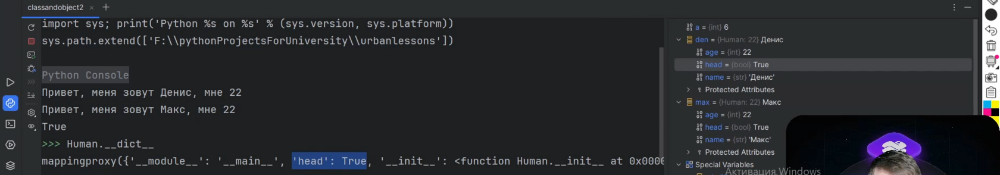 classandobject2
import sys; print('Python %s on %s' % (sys.version, sys.platform))
sys.path.extend(['F:\\pythonProjectsForUniversity\\urbanlessons'])
Python Console
Привет, меня зовут Денис, мне 22
Привет, меня зовут Макс, мне 22
True
>>> Human.__dict__
mappingproxy({'__module__': '__main__', 'head': True, '__init__': <function Human.__init__ at 0x0000
a = {int} 6
den = {Human: 22} Денис
age = {int} 22
head = {bool} True
name = {str} 'Денис'
Protected Attributes
max = {Human: 22} Макс
age = {int} 22
head = {bool} True
name = {str} 'Макс'
Protected Attributes
Special Variables
Активация Windows